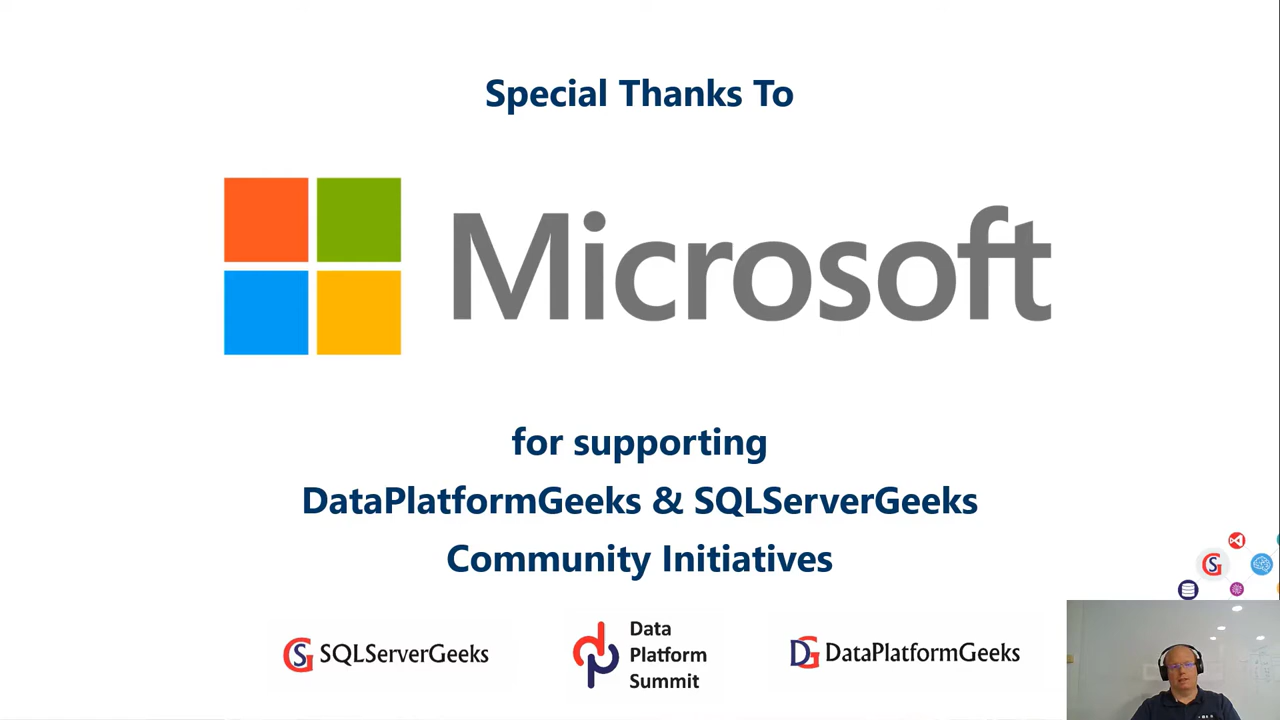 Special Thanks To
Microsoft
for supporting
DataPlatformGeeks & SQLServerGeeks
Community Initiatives
SQLServerGeeks
Data
Platform
Summit
DataPlatformGeeks